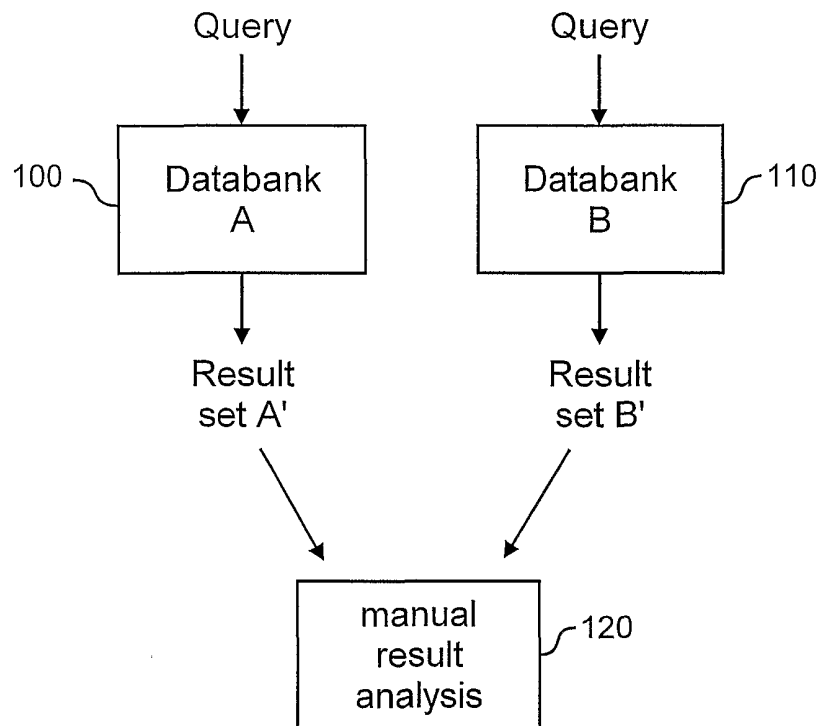 Query
Query
100
Databank
A
Databank
B
110
Result
set A'
Result
set B'
manual
result
analysis
120